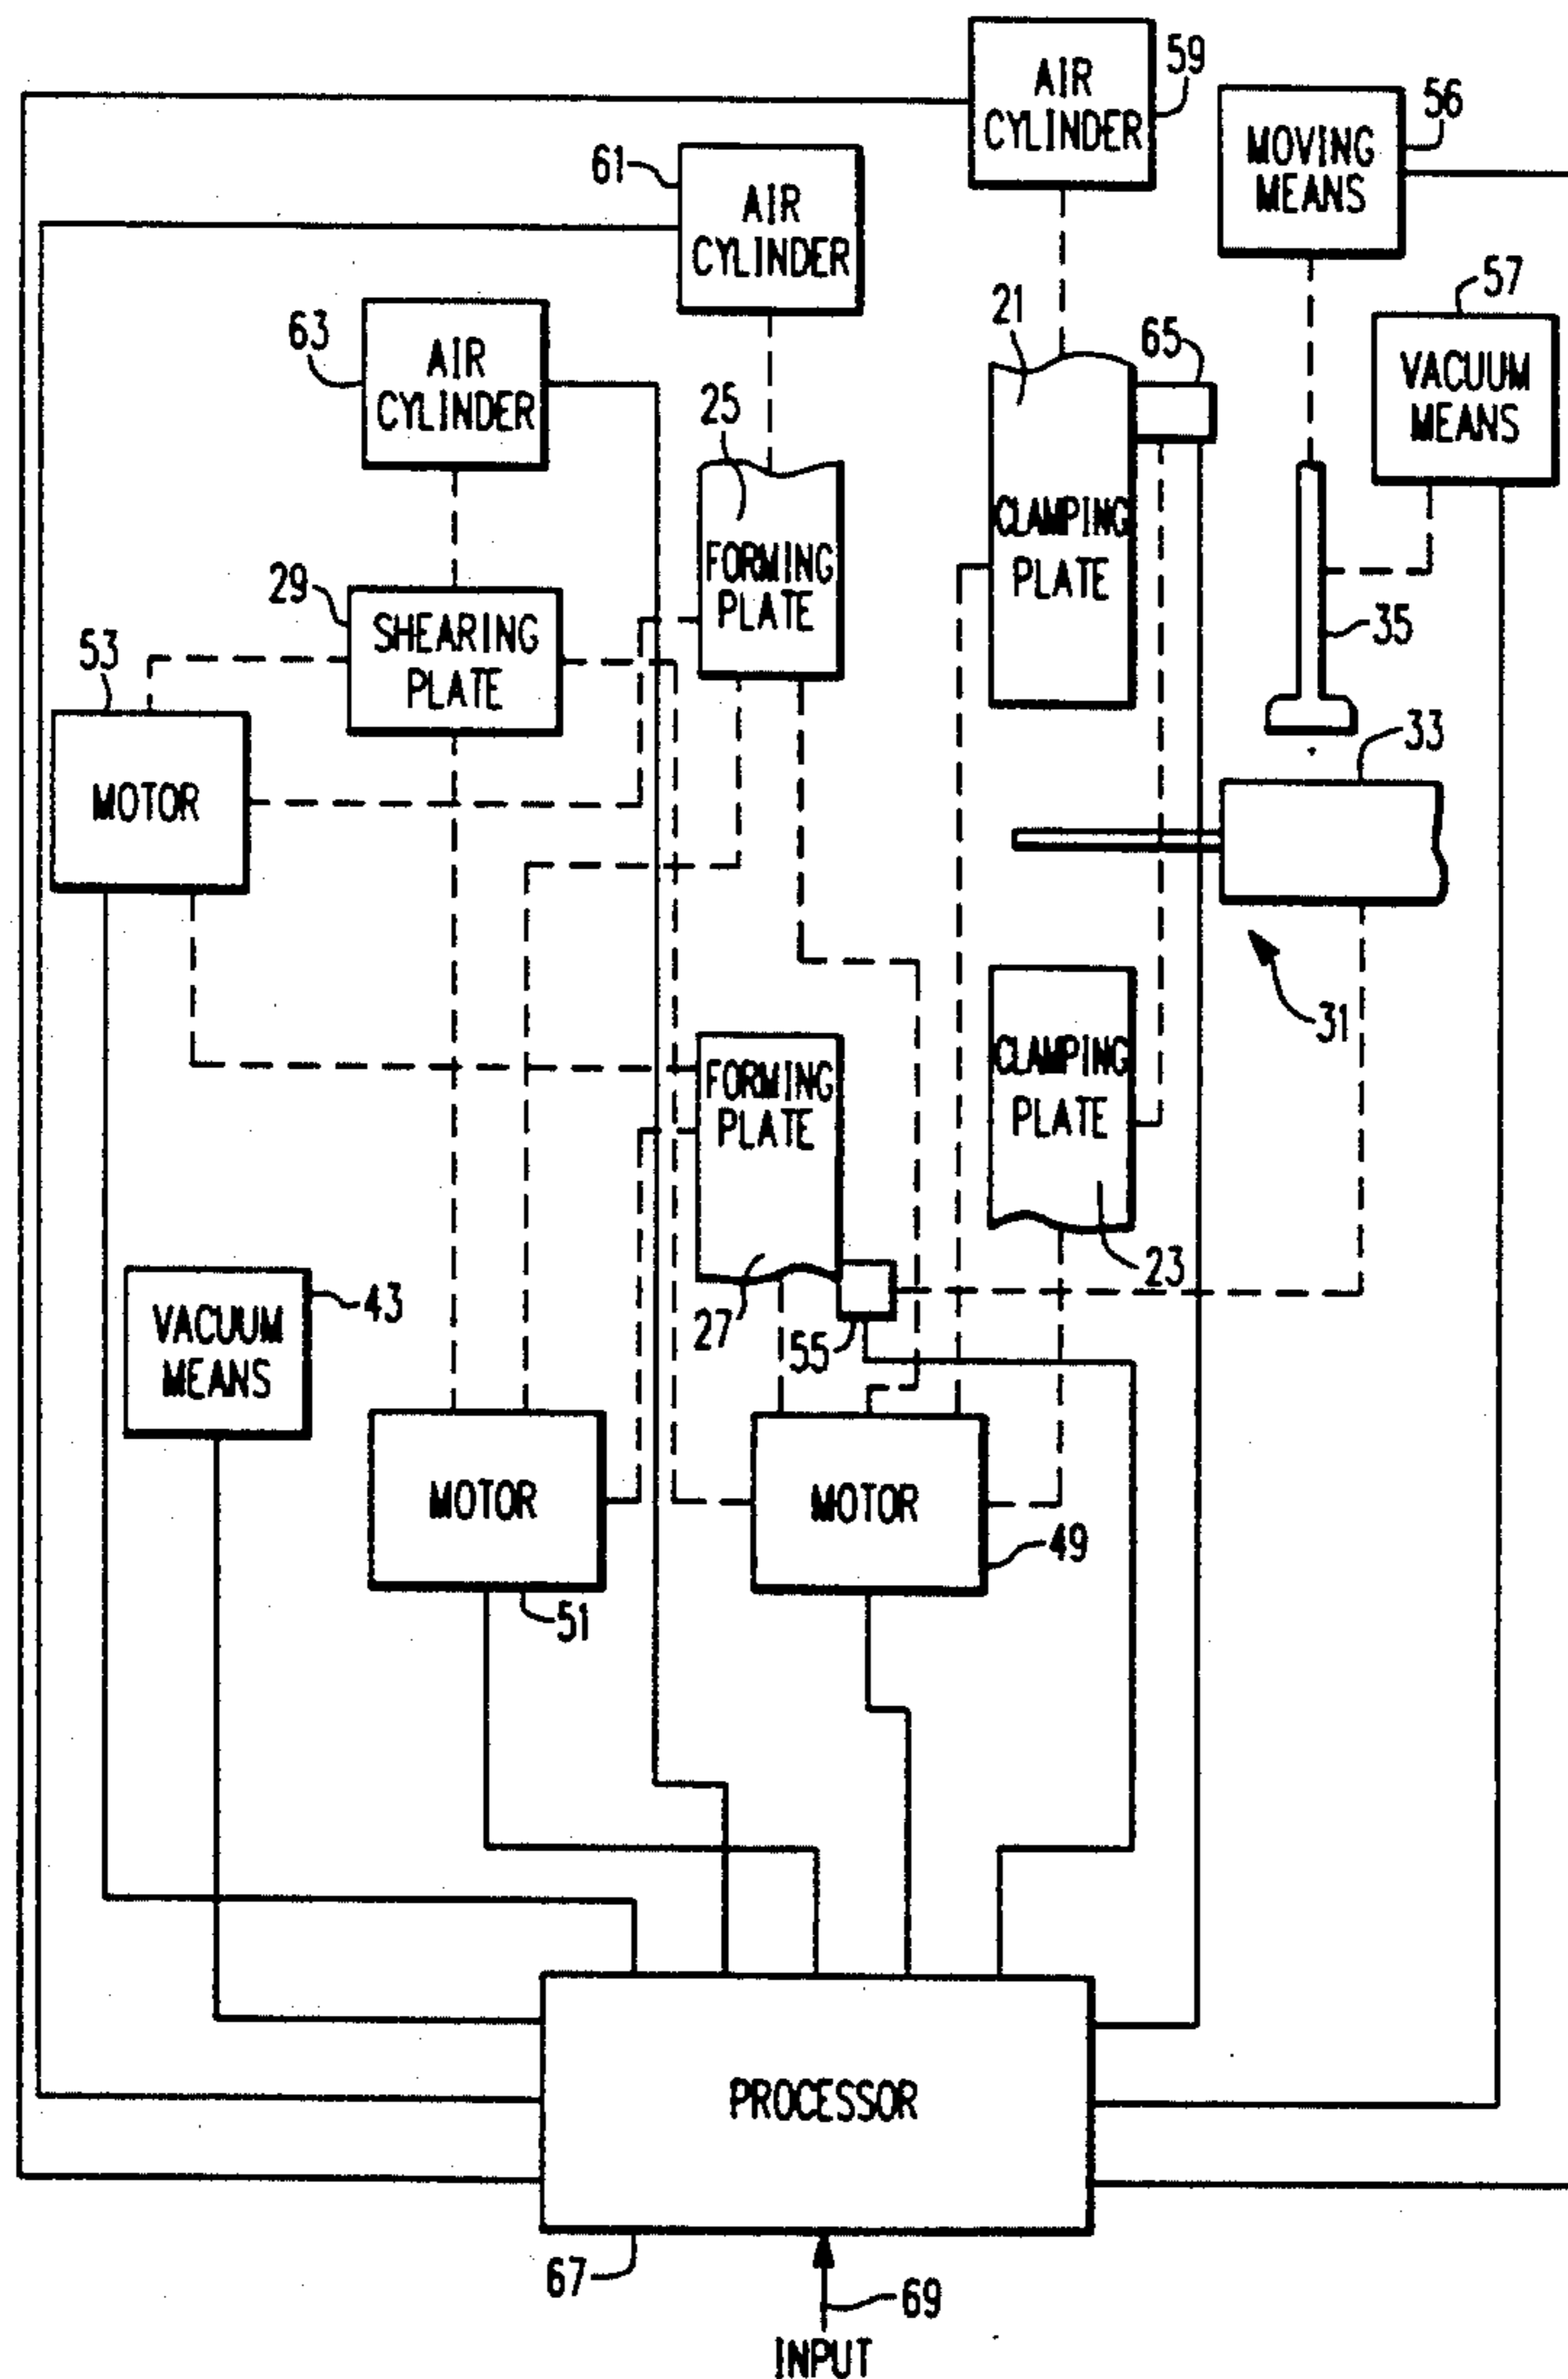 59
AIR
CYLINDER
56
MOVING
MEANS
61
AIR
CYLINDER
57
VACUUM
MEANS
21
65
63
AIR
CYLINDER
25
CLAMPING
PLATE
FORMING
PLATE
29
SHEARING
PLATE
35
53
MOTOR
33
31
CLAMPING
PLATE
FORMING
PLATE
23
43
VACUUM
MEANS
27
55
MOTOR
MOTOR
49
51
PROCESSOR
67
69
INPUT